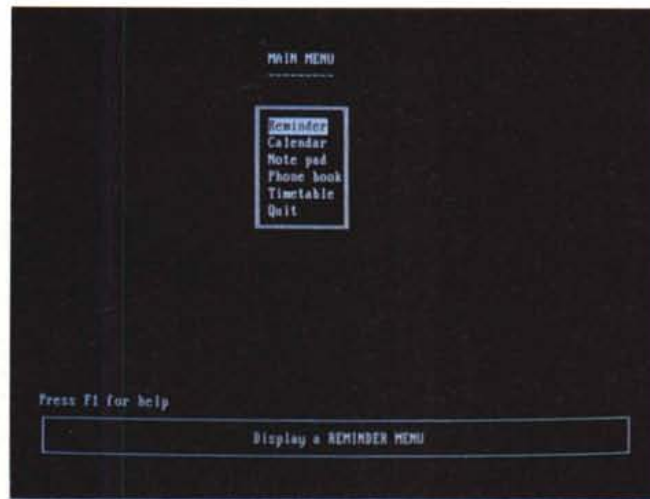 MAIN MENU
----------
Reminder
Calendar
Note pad
Phone book
Timetable
Quit
Press F1 for help
Display a REMINDER MENU